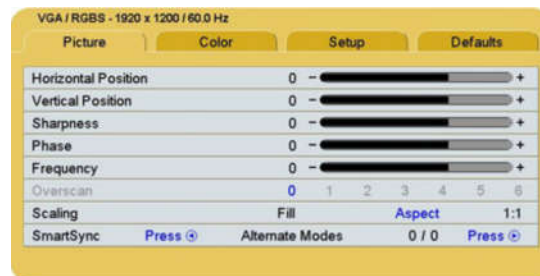 VGA / RGBS - 1920 x 1200 / 60.0 Hz
Picture Color Setup Defaults
Horizontal Position 0 - +
Vertical Position 0 - +
Sharpness 0 - +
Phase 0 - +
Frequency 0 - +
Overscan 0 1 2 3 4 5 6
Scaling Fill Aspect 1:1
SmartSync Press Alternate Modes 0 / 0 Press